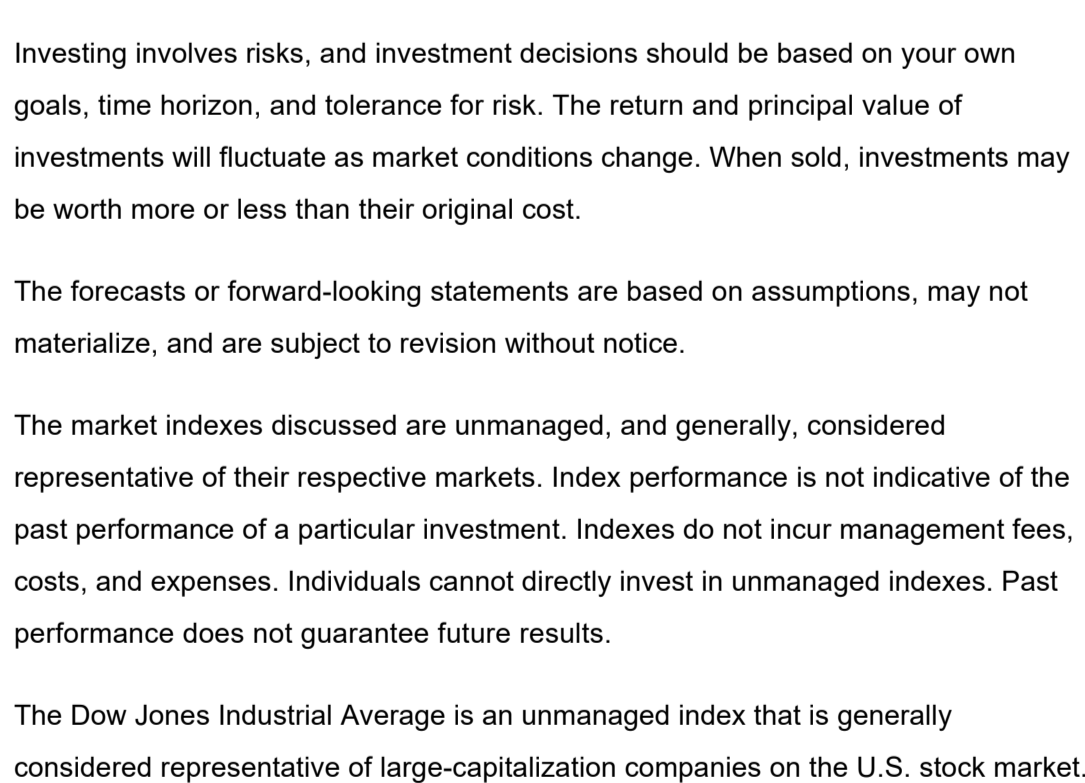 Investing involves risks, and investment decisions should be based on your own
goals, time horizon, and tolerance for risk. The return and principal value of
investments will fluctuate as market conditions change. When sold, investments may
be worth more or less than their original cost.
The forecasts or forward-looking statements are based on assumptions, may not
materialize, and are subject to revision without notice.
The market indexes discussed are unmanaged, and generally, considered
representative of their respective markets. Index performance is not indicative of the
past performance of a particular investment. Indexes do not incur management fees,
costs, and expenses. Individuals cannot directly invest in unmanaged indexes. Past
performance does not guarantee future results.
The Dow Jones Industrial Average is an unmanaged index that is generally
considered representative of large-capitalization companies on the U.S. stock market.